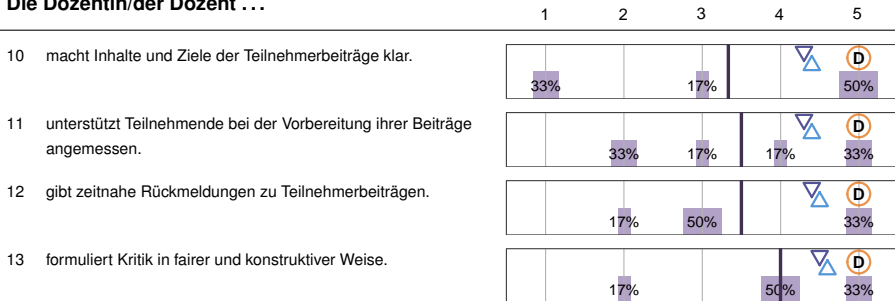 Die Dozentin/der Dozent . . .
1 2 3 4 5
10 macht Inhalte und Ziele der Teilnehmerbeiträge klar.
D
33% 17% 50%
11 unterstützt Teilnehmende bei der Vorbereitung ihrer Beiträge
angemessen.
D
33% 17% 17% 33%
12 gibt zeitnahe Rückmeldungen zu Teilnehmerbeiträgen.
D
17% 50% 33%
13 formuliert Kritik in fairer und konstruktiver Weise.
D
17% 50% 33%